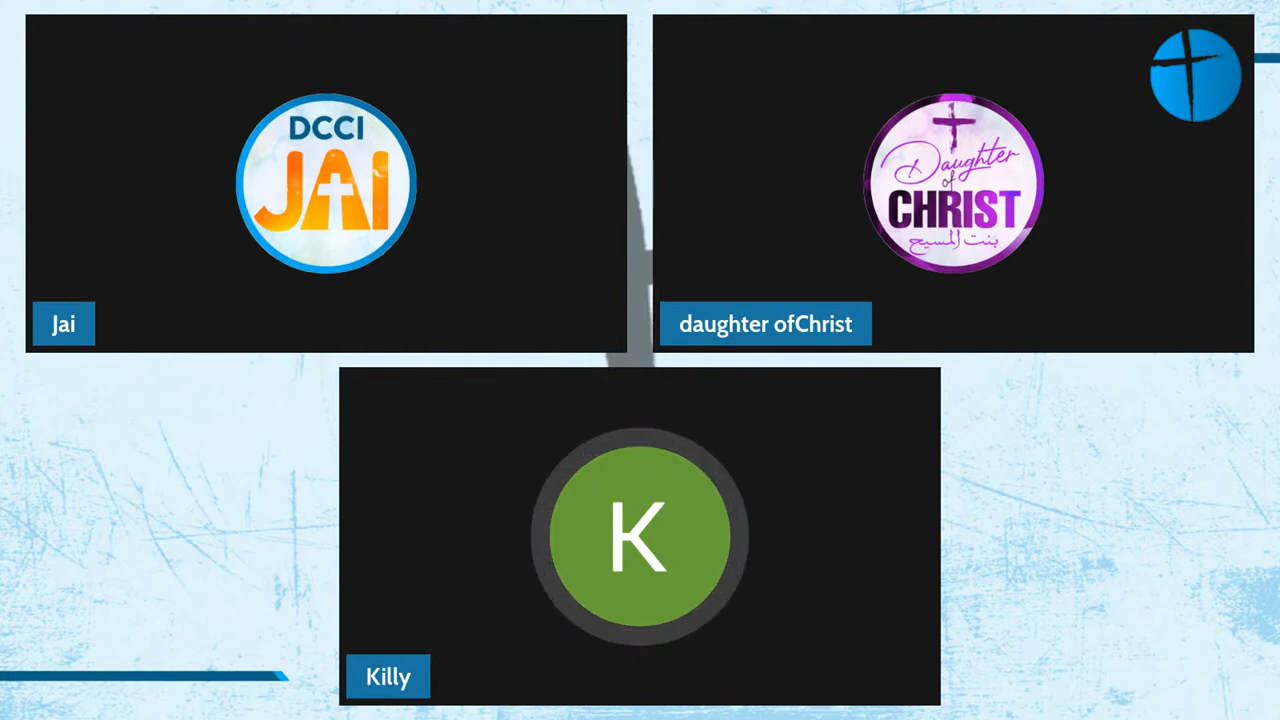 DCCI
JAI
Jai
Daughter
of
CHRIST
بنت المسيح
daughter ofChrist
K
Killy